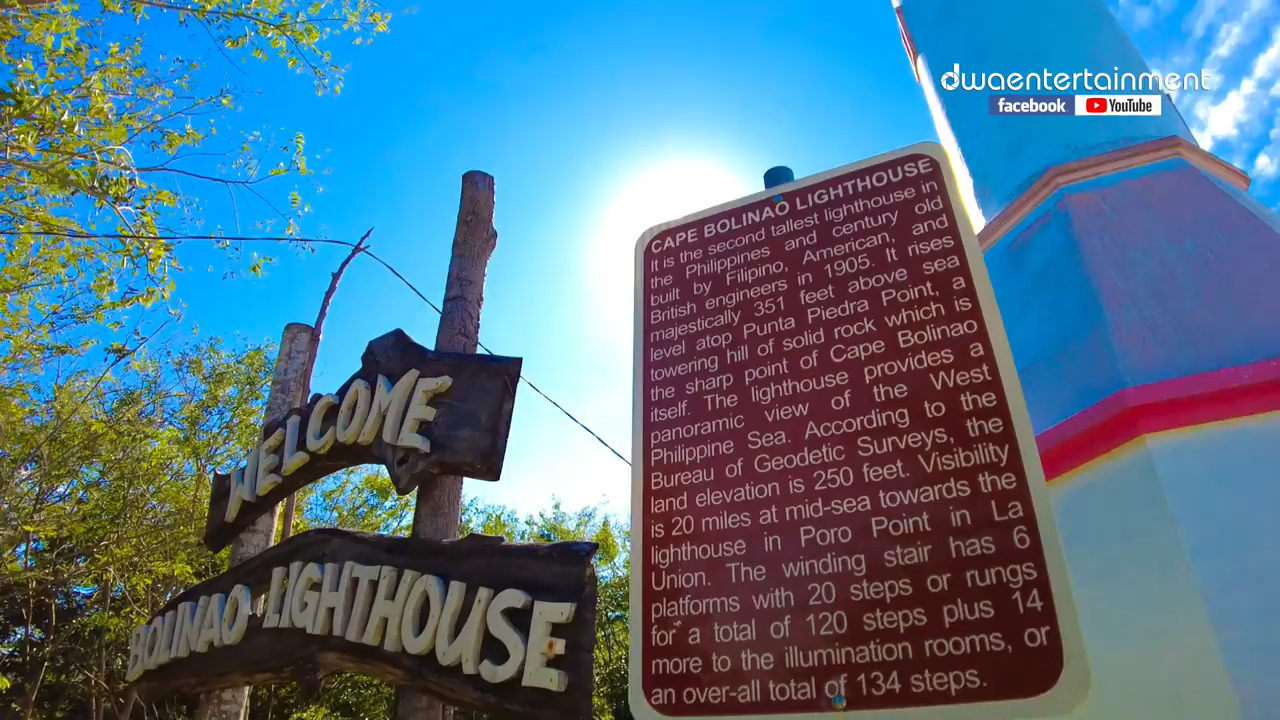 dwaentertainment
facebook YouTube
WELCOME
BOLINAO LIGHTHOUSE
CAPE BOLINAO LIGHTHOUSE
It is the second tallest lighthouse in
the Philippines and century old
built by Filipino, American, and
British engineers in 1905. It rises
majestically 351 feet above sea
level atop Punta Piedra Point, a
towering hill of solid rock which is
the sharp point of Cape Bolinao
itself. The lighthouse provides a
panoramic view of the West
Philippine Sea. According to the
Bureau of Geodetic Surveys, the
land elevation is 250 feet. Visibility
is 20 miles at mid-sea towards the
lighthouse in Poro Point in La
Union. The winding stair has 6
platforms with 20 steps or rungs
for a total of 120 steps plus 14
more to the illumination rooms, or
an over-all total of 134 steps.